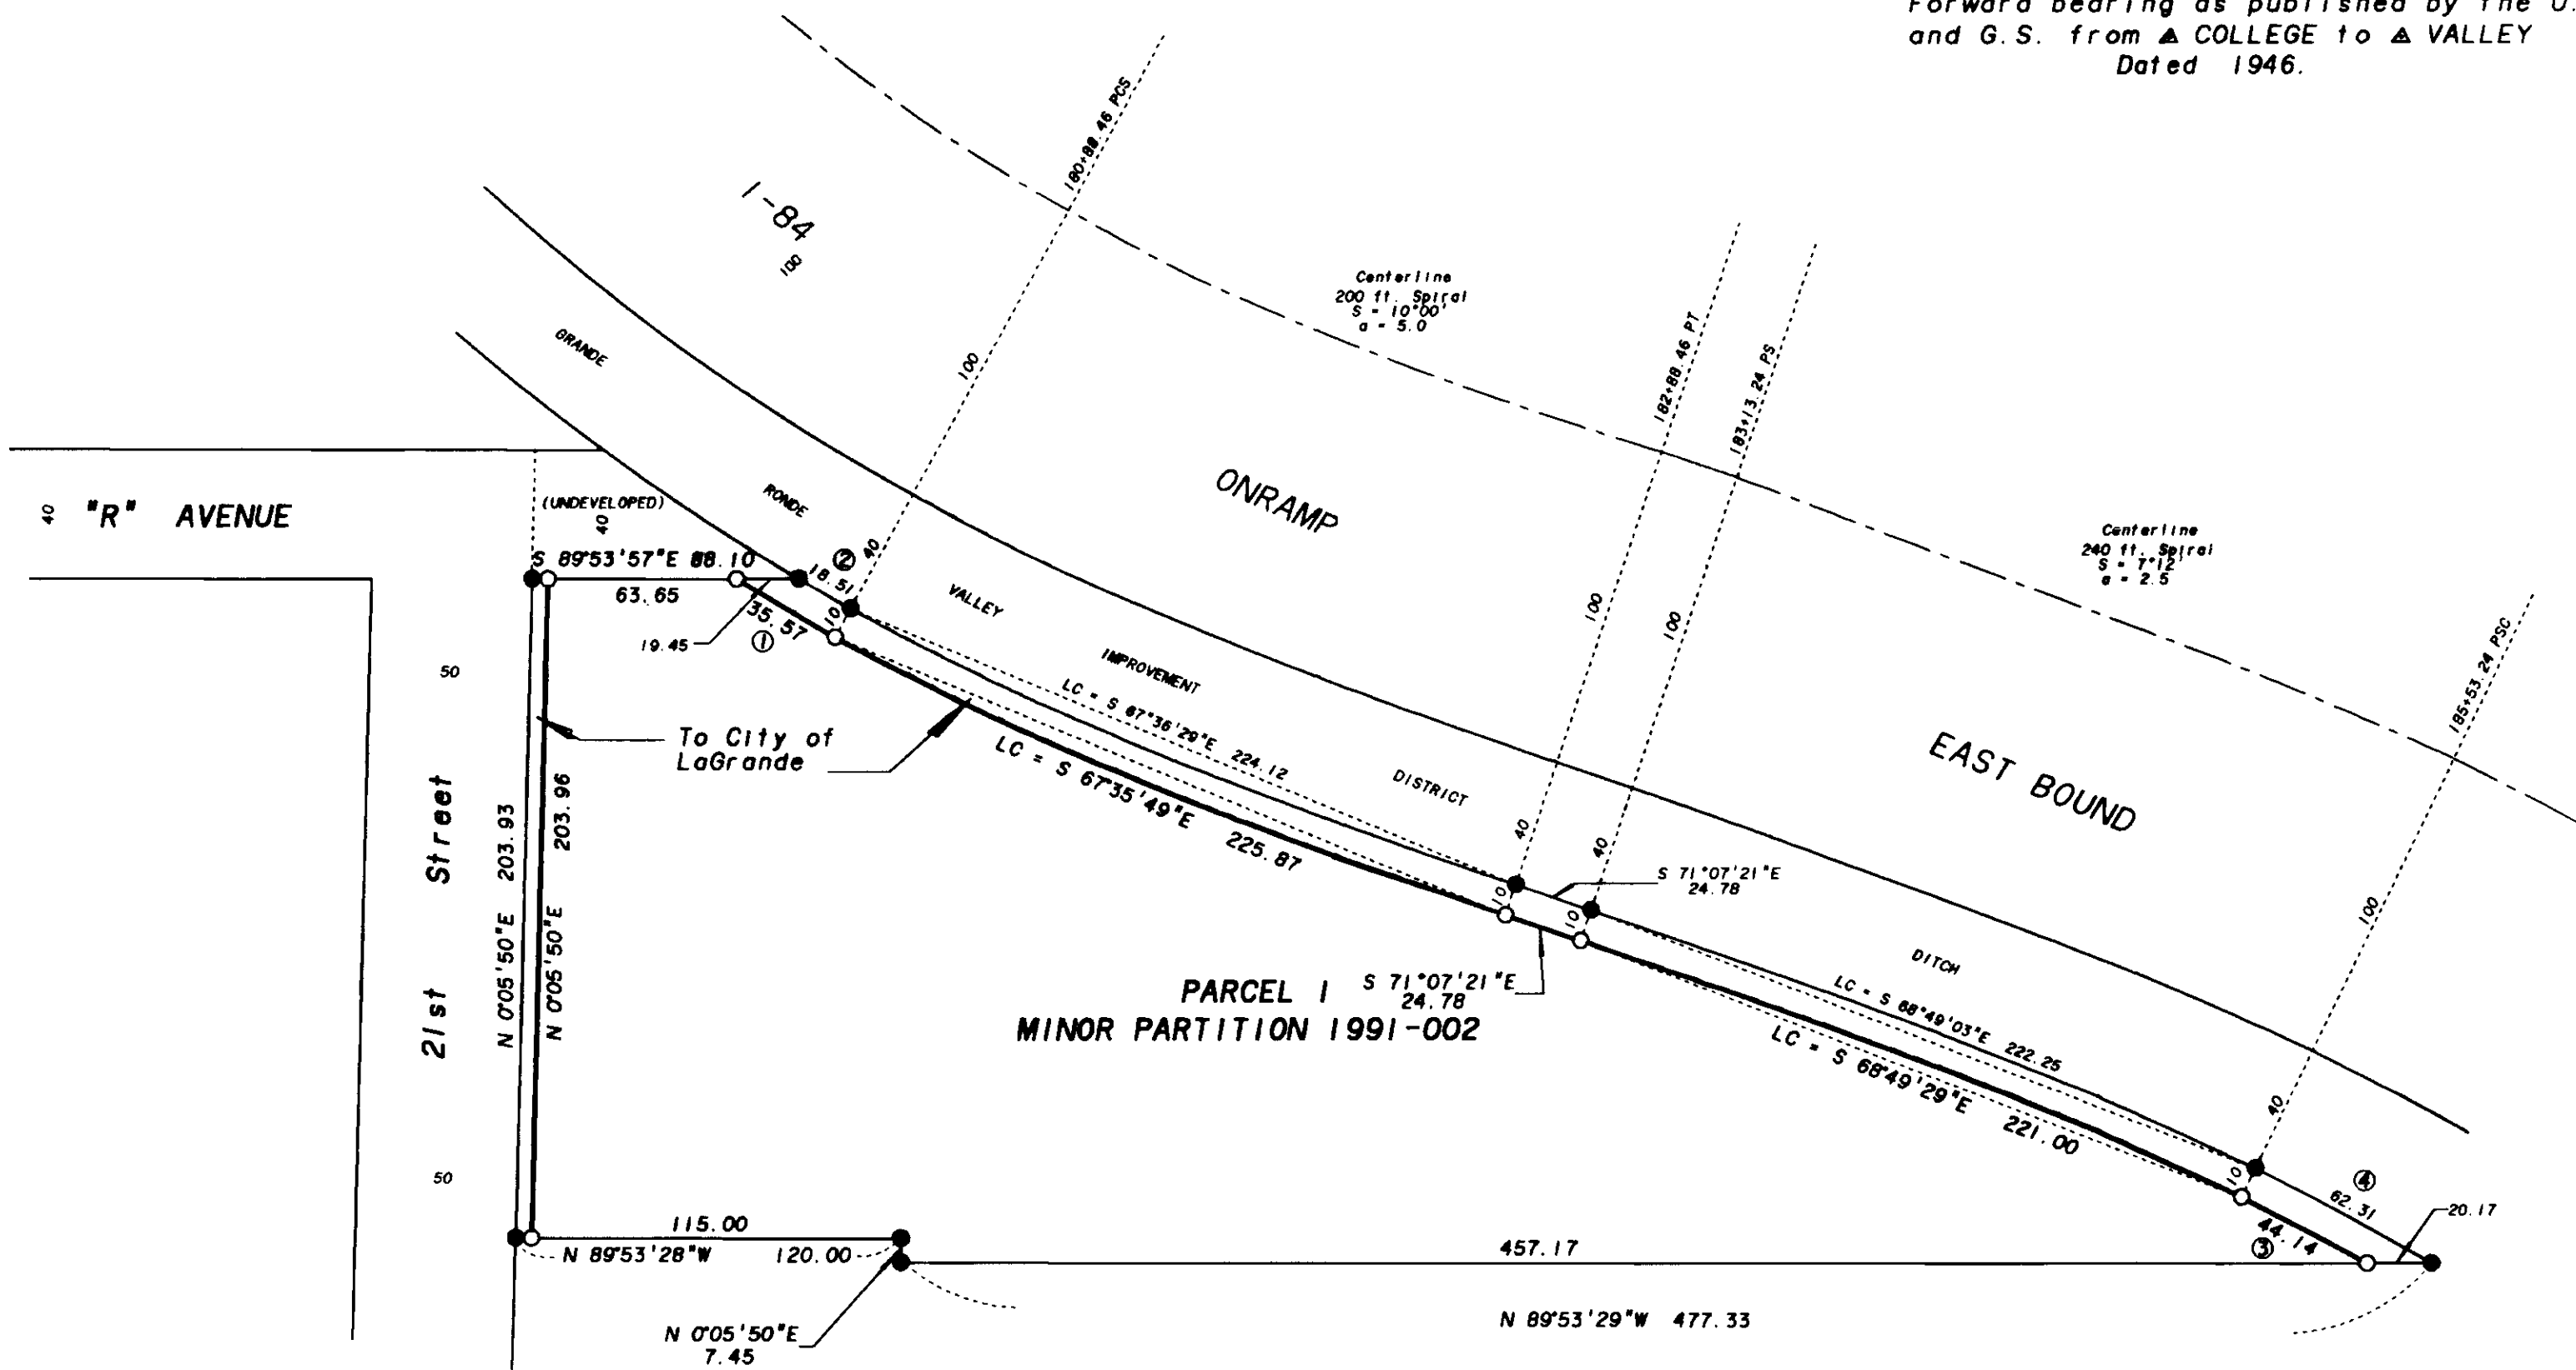 Forward bearing as published by the U.
and G.S. from ▲ COLLEGE to ▲ VALLEY
Dated 1946.
I-84
100
180+88.46 PCS
100
40
Centerline
200 ft. Spiral
S = 10°00'
a = 5.0
182+88.46 PT
100
40
183+13.24 PS
100
40
Centerline
240 ft. Spiral
S = 7°12'
a = 2.5
185+53.24 PSC
100
40
ONRAMP
EAST BOUND
GRANDE
RONDE
VALLEY
IMPROVEMENT
DISTRICT
DITCH
40 "R" AVENUE
(UNDEVELOPED)
40
S 89°53'57"E 88.10
63.65
19.45
35.57
①
18.51
②
10
50
To City of
LaGrande
21st Street
50
N 0°05'50"E 203.93
N 0°05'50"E 203.96
LC = S 67°36'29"E 224.12
LC = S 67°35'49"E 225.87
10
10
S 71°07'21"E
24.78
S 71°07'21"E
24.78
PARCEL 1
MINOR PARTITION 1991-002
LC = S 68°49'03"E 222.25
LC = S 68°49'29"E 221.00
10
④
62.31
44.14
③
20.17
115.00
N 89°53'28"W 120.00
457.17
N 89°53'29"W 477.33
N 0°05'50"E
7.45